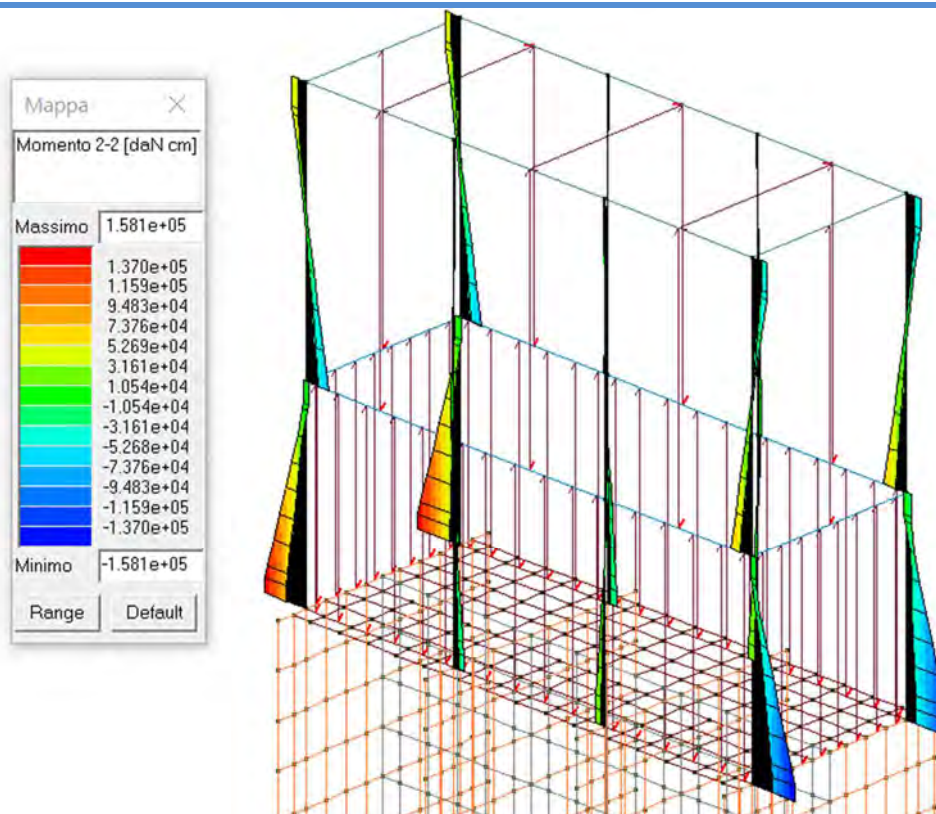 Mappa
Momento 2-2 [daN cm]
Massimo 1.581e+05
1.370e+05
1.159e+05
9.483e+04
7.376e+04
5.269e+04
3.161e+04
1.054e+04
-1.054e+04
-3.161e+04
-5.268e+04
-7.376e+04
-9.483e+04
-1.159e+05
-1.370e+05
Minimo -1.581e+05
Range Default